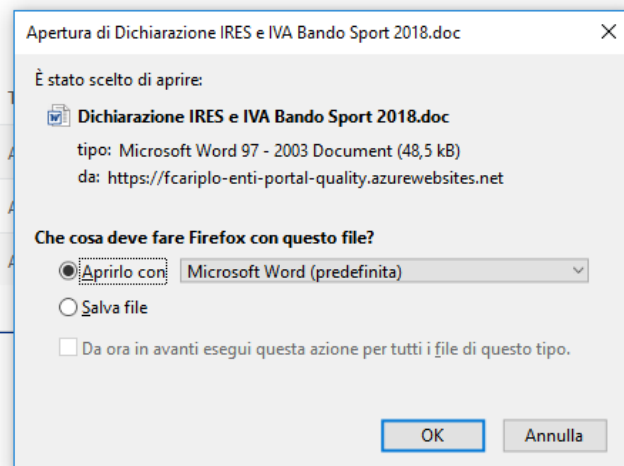 Apertura di Dichiarazione IRES e IVA Bando Sport 2018.doc
È stato scelto di aprire:
Dichiarazione IRES e IVA Bando Sport 2018.doc
tipo: Microsoft Word 97 - 2003 Document (48,5 kB)
da: https://fcariplo-enti-portal-quality.azurewebsites.net
Che cosa deve fare Firefox con questo file?
Aprirlo con Microsoft Word (predefinita)
Salva file
Da ora in avanti esegui questa azione per tutti i file di questo tipo.
OK Annulla